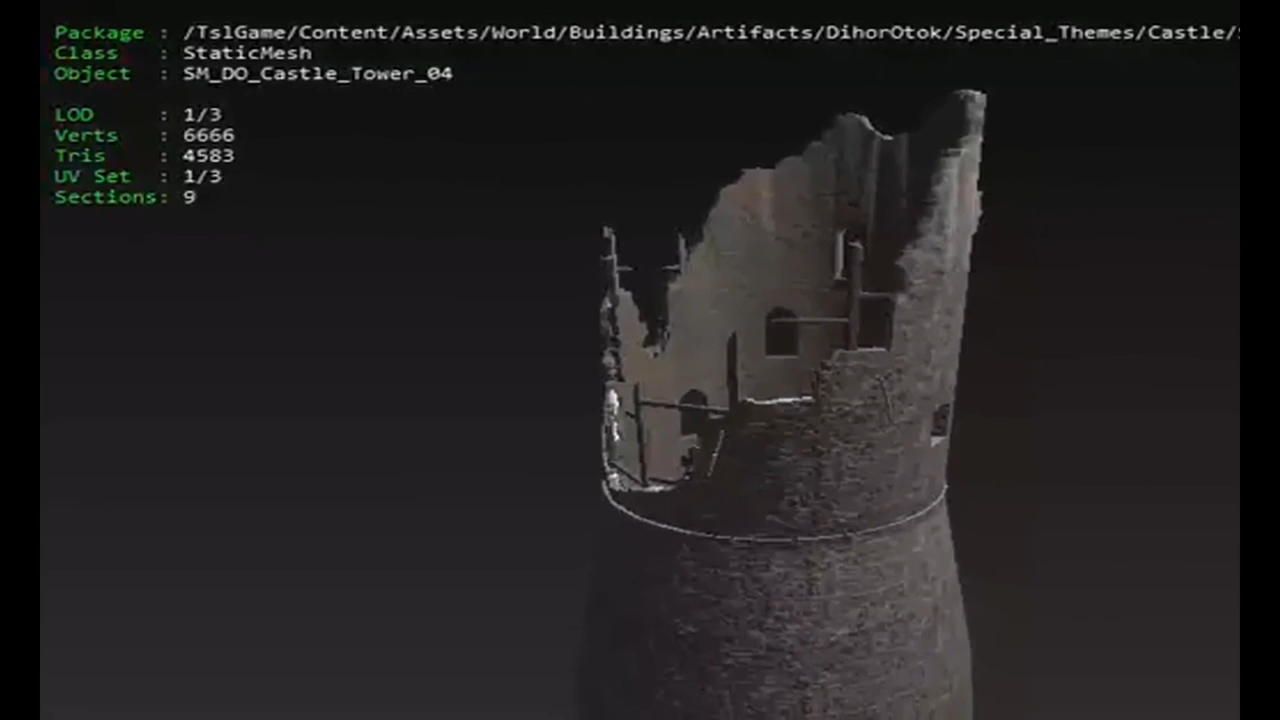 Package : /TslGame/Content/Assets/World/Buildings/Artifacts/DihorOtok/Special_Themes/Castle/
Class : StaticMesh
Object : SM_DO_Castle_Tower_04
LOD : 1/3
Verts : 6666
Tris : 4583
UV Set : 1/3
Sections: 9